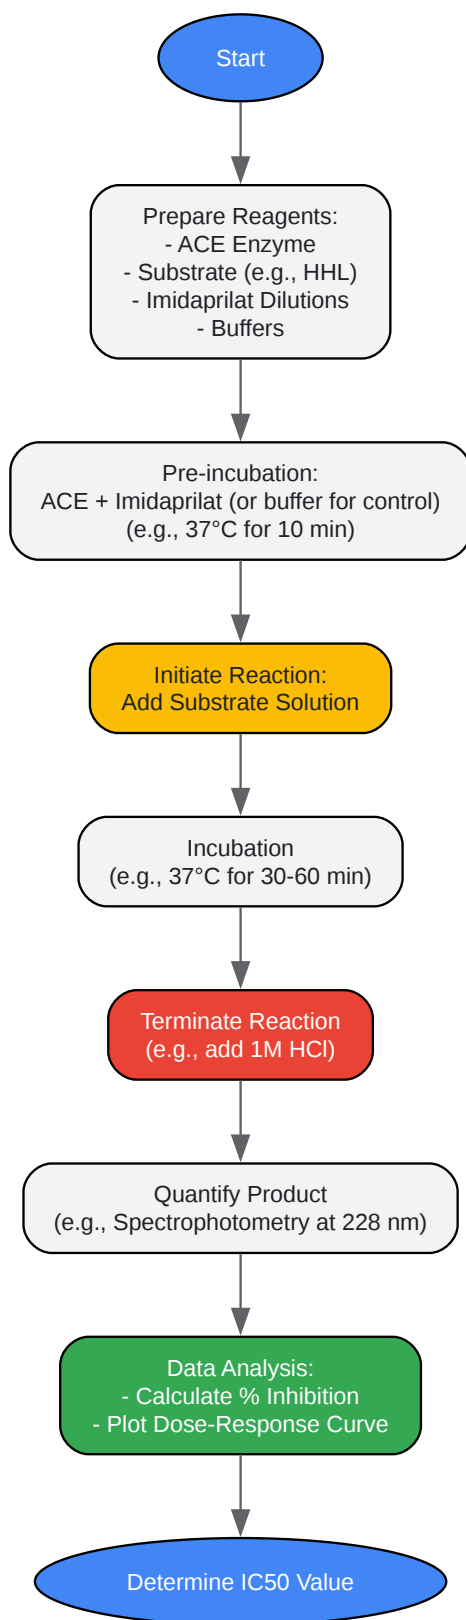 Start
Prepare Reagents:
- ACE Enzyme
- Substrate (e.g., HHL)
- Imidaprilat Dilutions
- Buffers
Pre-incubation:
ACE + Imidaprilat (or buffer for control)
(e.g., 37°C for 10 min)
Initiate Reaction:
Add Substrate Solution
Incubation
(e.g., 37°C for 30-60 min)
Terminate Reaction
(e.g., add 1M HCl)
Quantify Product
(e.g., Spectrophotometry at 228 nm)
Data Analysis:
- Calculate % Inhibition
- Plot Dose-Response Curve
Determine IC50 Value